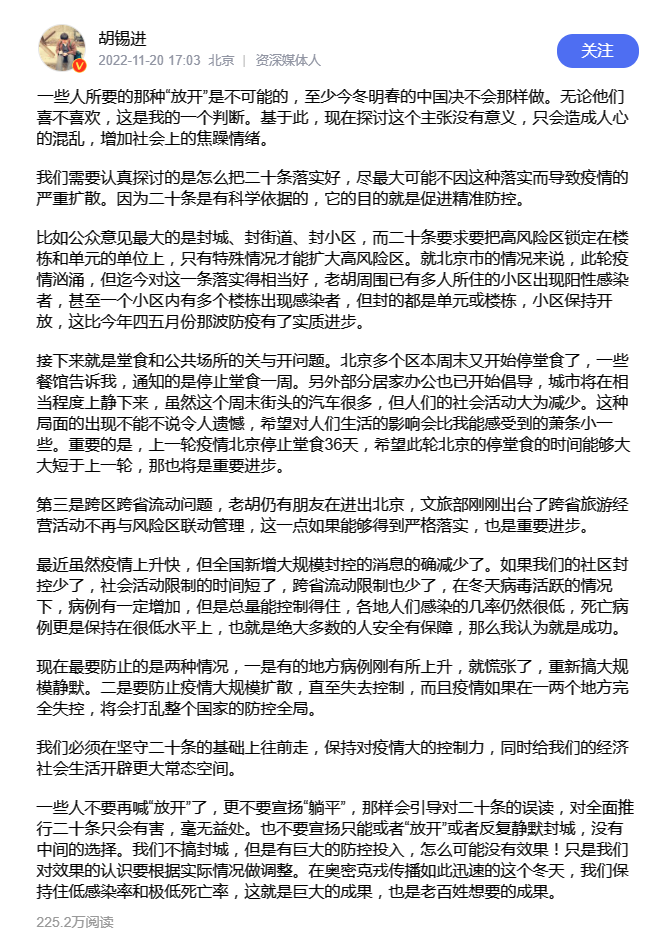 胡锡进
2022-11-20 17:03 北京 | 资深媒体人
关注
一些人所要的那种“放开”是不可能的，至少今冬明春的中国决不会那样做。无论他们
喜不喜欢，这是我的一个判断。基于此，现在探讨这个主张没有意义，只会造成人心
的混乱，增加社会上的焦躁情绪。
我们需要认真探讨的是怎么把二十条落实好，尽最大可能不因这种落实而导致疫情的
严重扩散。因为二十条是有科学依据的，它的目的就是促进精准防控。
比如公众意见最大的是封城、封街道、封小区，而二十条要求要把高风险区锁定在楼
栋和单元的单位上，只有特殊情况才能扩大高风险区。就北京市的情况来说，此轮疫
情汹涌，但迄今对这一条落实得相当好，老胡周围已有多人所住的小区出现阳性感染
者，甚至一个小区内有多个楼栋出现感染者，但封的都是单元或楼栋，小区保持开
放，这比今年四五月份那波防疫有了实质进步。
接下来就是堂食和公共场所的关与开问题。北京多个区本周末又开始停堂食了，一些
餐馆告诉我，通知的是停止堂食一周。另外部分居家办公也已开始倡导，城市将在相
当程度上静下来，虽然这个周末街头的汽车很多，但人们的社会活动大为减少。这种
局面的出现不能不说令人遗憾，希望对人们生活的影响会比我能感受到的萧条小一
些。重要的是，上一轮疫情北京停止堂食36天，希望此轮北京的停堂食的时间能够大
大短于上一轮，那也将是重要进步。
第三是跨区跨省流动问题，老胡仍有朋友在进出北京，文旅部刚刚出台了跨省旅游经
营活动不再与风险区联动管理，这一点如果能够得到严格落实，也是重要进步。
最近虽然疫情上升快，但全国新增大规模封控的消息的确减少了。如果我们的社区封
控少了，社会活动限制的时间短了，跨省流动限制也少了，在冬天病毒活跃的情况
下，病例有一定增加，但是总量能控制得住，各地人们感染的几率仍然很低，死亡病
例更是保持在很低水平上，也就是绝大多数的人安全有保障，那么我认为就是成功。
现在最要防止的是两种情况，一是有的地方病例刚有所上升，就慌张了，重新搞大规
模静默。二是要防止疫情大规模扩散，直至失去控制，而且疫情如果在一两个地方完
全失控，将会打乱整个国家的防控全局。
我们必须在坚守二十条的基础上往前走，保持对疫情大的控制力，同时给我们的经济
社会生活开辟更大常态空间。
一些人不要再喊“放开”了，更不要宣扬“躺平”，那样会引导对二十条的误读，对全面推
行二十条只会有害，毫无益处。也不要宣扬只能或者“放开”或者反复静默封城，没有
中间的选择。我们不搞封城，但是有巨大的防控投入，怎么可能没有效果！只是我们
对效果的认识要根据实际情况做调整。在奥密克戎传播如此迅速的这个冬天，我们保
持住低感染率和极低死亡率，这就是巨大的成果，也是老百姓想要的成果。
225.2万阅读